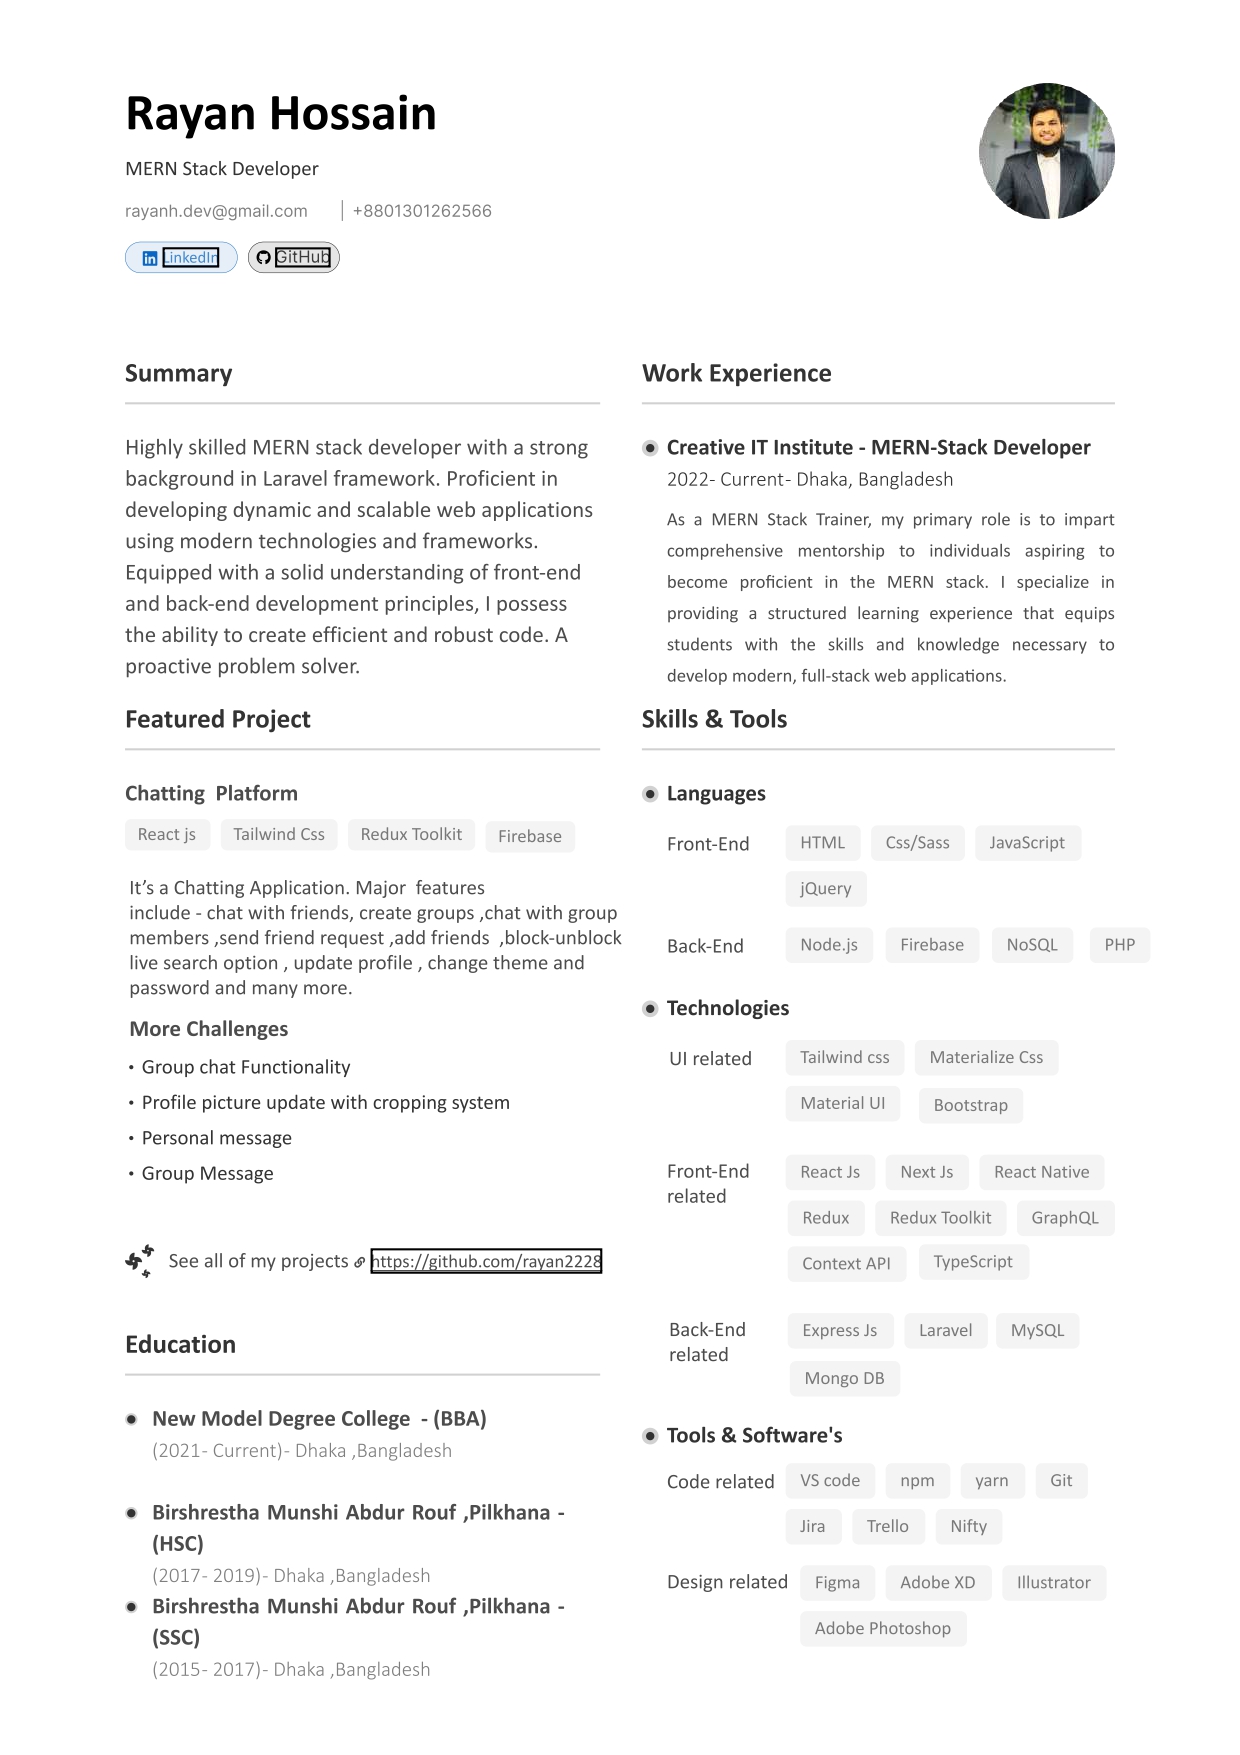 Rayan Hossain
MERN Stack Developer
rayanh.dev@gmail.com | +8801301262566
LinkedIn GitHub
Summary
Highly skilled MERN stack developer with a strong
background in Laravel framework. Proficient in
developing dynamic and scalable web applications
using modern technologies and frameworks.
Equipped with a solid understanding of front-end
and back-end development principles, I possess
the ability to create efficient and robust code. A
proactive problem solver.
Featured Project
Chatting Platform
React js Tailwind Css Redux Toolkit Firebase
It’s a Chatting Application. Major features
include - chat with friends, create groups ,chat with group
members ,send friend request ,add friends ,block-unblock
live search option , update profile , change theme and
password and many more.
More Challenges
• Group chat Functionality
• Profile picture update with cropping system
• Personal message
• Group Message
See all of my projects https://github.com/rayan2228
Education
New Model Degree College - (BBA)
(2021- Current)- Dhaka ,Bangladesh
Birshrestha Munshi Abdur Rouf ,Pilkhana -
(HSC)
(2017- 2019)- Dhaka ,Bangladesh
Birshrestha Munshi Abdur Rouf ,Pilkhana -
(SSC)
(2015- 2017)- Dhaka ,Bangladesh
Work Experience
Creative IT Institute - MERN-Stack Developer
2022- Current- Dhaka, Bangladesh
As a MERN Stack Trainer, my primary role is to impart
comprehensive mentorship to individuals aspiring to
become proficient in the MERN stack. I specialize in
providing a structured learning experience that equips
students with the skills and knowledge necessary to
develop modern, full-stack web applications.
Skills & Tools
Languages
Front-End HTML Css/Sass JavaScript
jQuery
Back-End Node.js Firebase NoSQL PHP
Technologies
UI related Tailwind css Materialize Css
Material UI Bootstrap
Front-End React Js Next Js React Native
related
Redux Redux Toolkit GraphQL
Context API TypeScript
Back-End Express Js Laravel MySQL
related
Mongo DB
Tools & Software's
Code related VS code npm yarn Git
Jira Trello Nifty
Design related Figma Adobe XD Illustrator
Adobe Photoshop